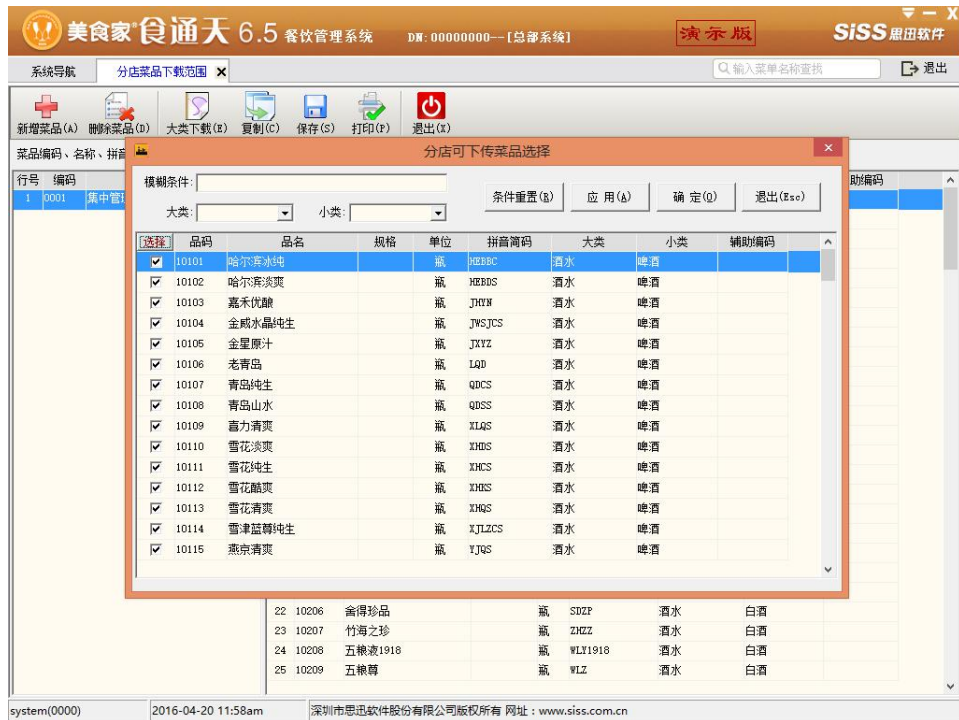 美食家®食通天 6.5 餐饮管理系统 DN:00000000--[总部系统] 演示版 SiSS 思迅软件
系统导航 分店菜品下载范围 输入菜单名称查找 退出
新增菜品(A) 删除菜品(D) 大类下载(E) 复制(C) 保存(S) 打印(P) 退出(X)
菜品编码、名称、拼音
分店可下传菜品选择
行号 编码 助编码
1 0001 集中管
模糊条件:
条件重置(R) 应 用(A) 确 定(O) 退出(Esc)
大类: 小类:
选择 品码 品名 规格 单位 拼音简码 大类 小类 辅助编码
10101 哈尔滨冰纯 瓶 HEBBC 酒水 啤酒
10102 哈尔滨淡爽 瓶 HEBDS 酒水 啤酒
10103 嘉禾优酿 瓶 JHYN 酒水 啤酒
10104 金威水晶纯生 瓶 JWSJCS 酒水 啤酒
10105 金星原汁 瓶 JXYZ 酒水 啤酒
10106 老青岛 瓶 LQD 酒水 啤酒
10107 青岛纯生 瓶 QDCS 酒水 啤酒
10108 青岛山水 瓶 QDSS 酒水 啤酒
10109 喜力清爽 瓶 XLQS 酒水 啤酒
10110 雪花淡爽 瓶 XHDS 酒水 啤酒
10111 雪花纯生 瓶 XHCS 酒水 啤酒
10112 雪花酷爽 瓶 XHKS 酒水 啤酒
10113 雪花清爽 瓶 XHQS 酒水 啤酒
10114 雪津蓝尊纯生 瓶 XJLZCS 酒水 啤酒
10115 燕京清爽 瓶 YJQS 酒水 啤酒
22 10206 舍得珍品 瓶 SDZP 酒水 白酒
23 10207 竹海之珍 瓶 ZHZZ 酒水 白酒
24 10208 五粮液1918 瓶 WLY1918 酒水 白酒
25 10209 五粮尊 瓶 WLZ 酒水 白酒
system(0000) 2016-04-20 11:58am 深圳市思迅软件股份有限公司版权所有 网址：www.siss.com.cn